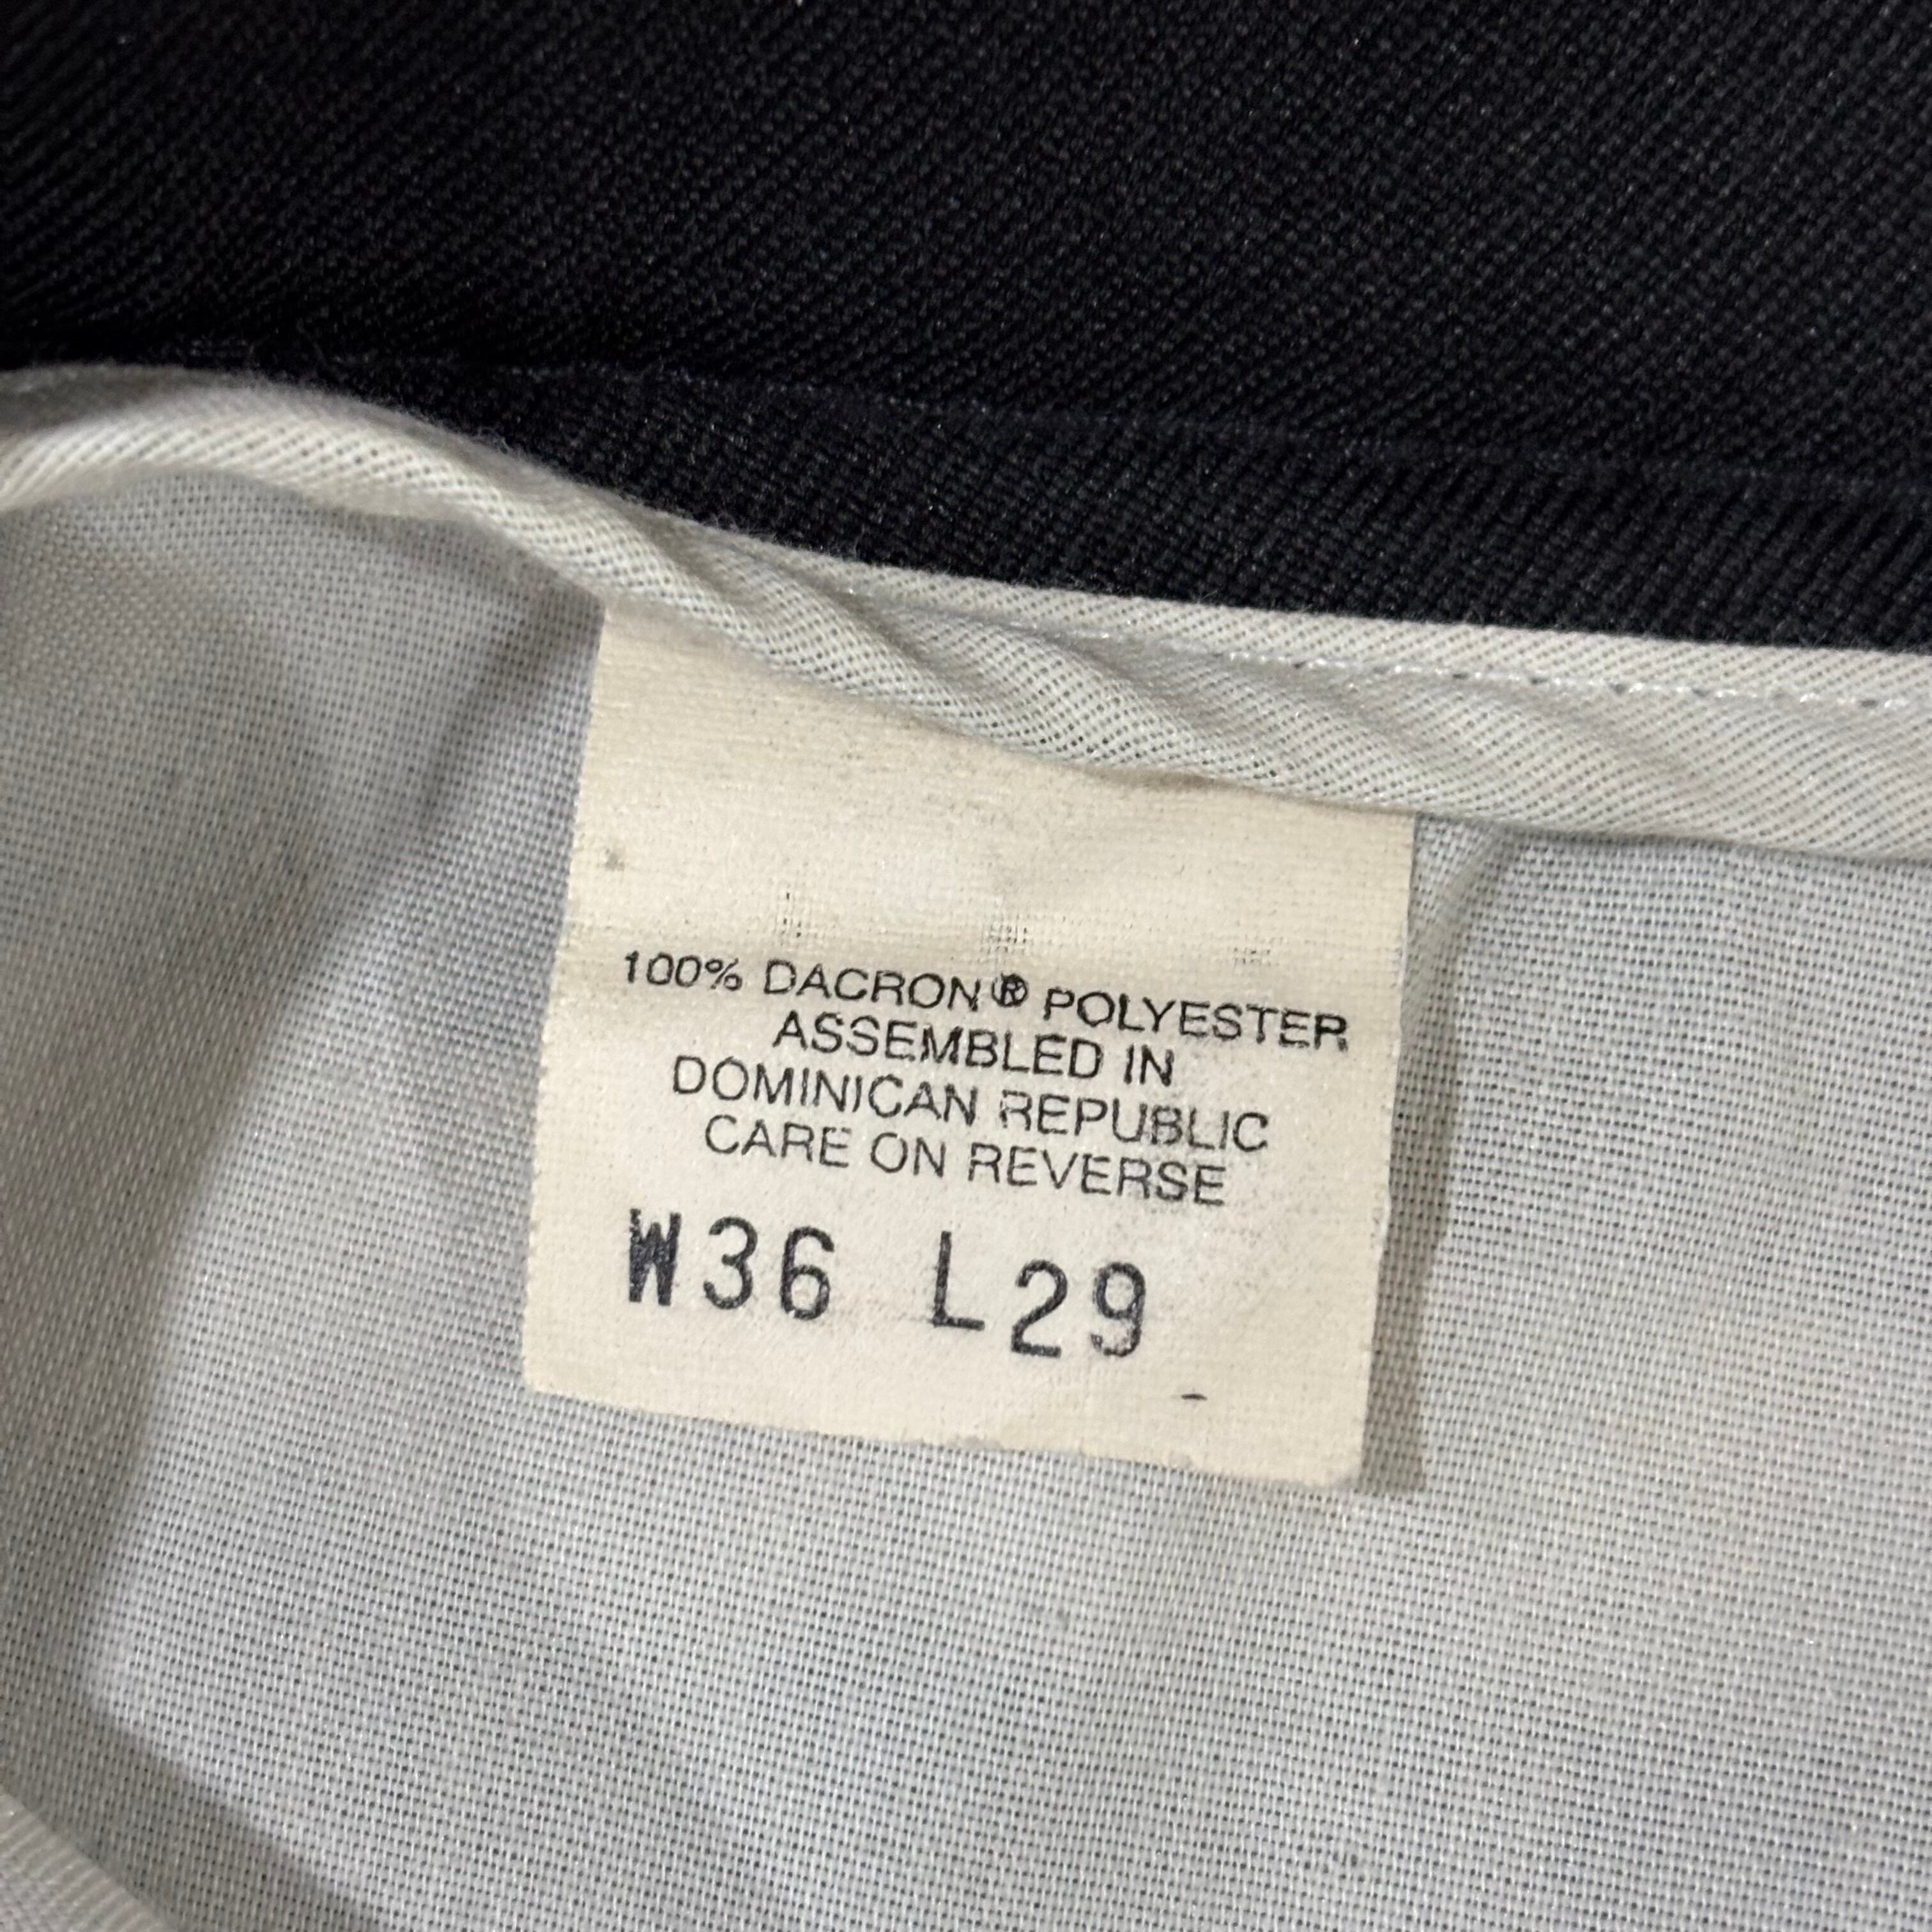 100% DACRON® POLYESTER
ASSEMBLED IN
DOMINICAN REPUBLIC
CARE ON REVERSE
W36 L29